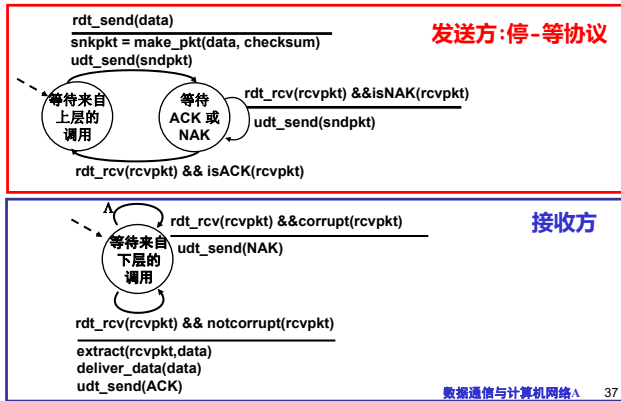 rdt_send(data)
snkpkt = make_pkt(data, checksum)
udt_send(sndpkt)
发送方:停-等协议
等待来自
上层的
调用
等待
ACK 或
NAK
rdt_rcv(rcvpkt) &&isNAK(rcvpkt)
udt_send(sndpkt)
rdt_rcv(rcvpkt) && isACK(rcvpkt)
Λ
rdt_rcv(rcvpkt) &&corrupt(rcvpkt)
接收方
udt_send(NAK)
等待来自
下层的
调用
rdt_rcv(rcvpkt) && notcorrupt(rcvpkt)
extract(rcvpkt,data)
deliver_data(data)
udt_send(ACK)
数据通信与计算机网络A 37